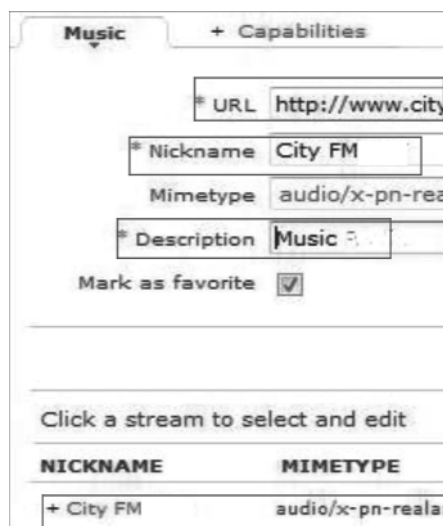 Music + Capabilities
* URL http://www.city
* Nickname City FM
Mimetype audio/x-pn-rea
* Description Music
Mark as favorite
Click a stream to select and edit
NICKNAME MIMETYPE
+ City FM audio/x-pn-reala